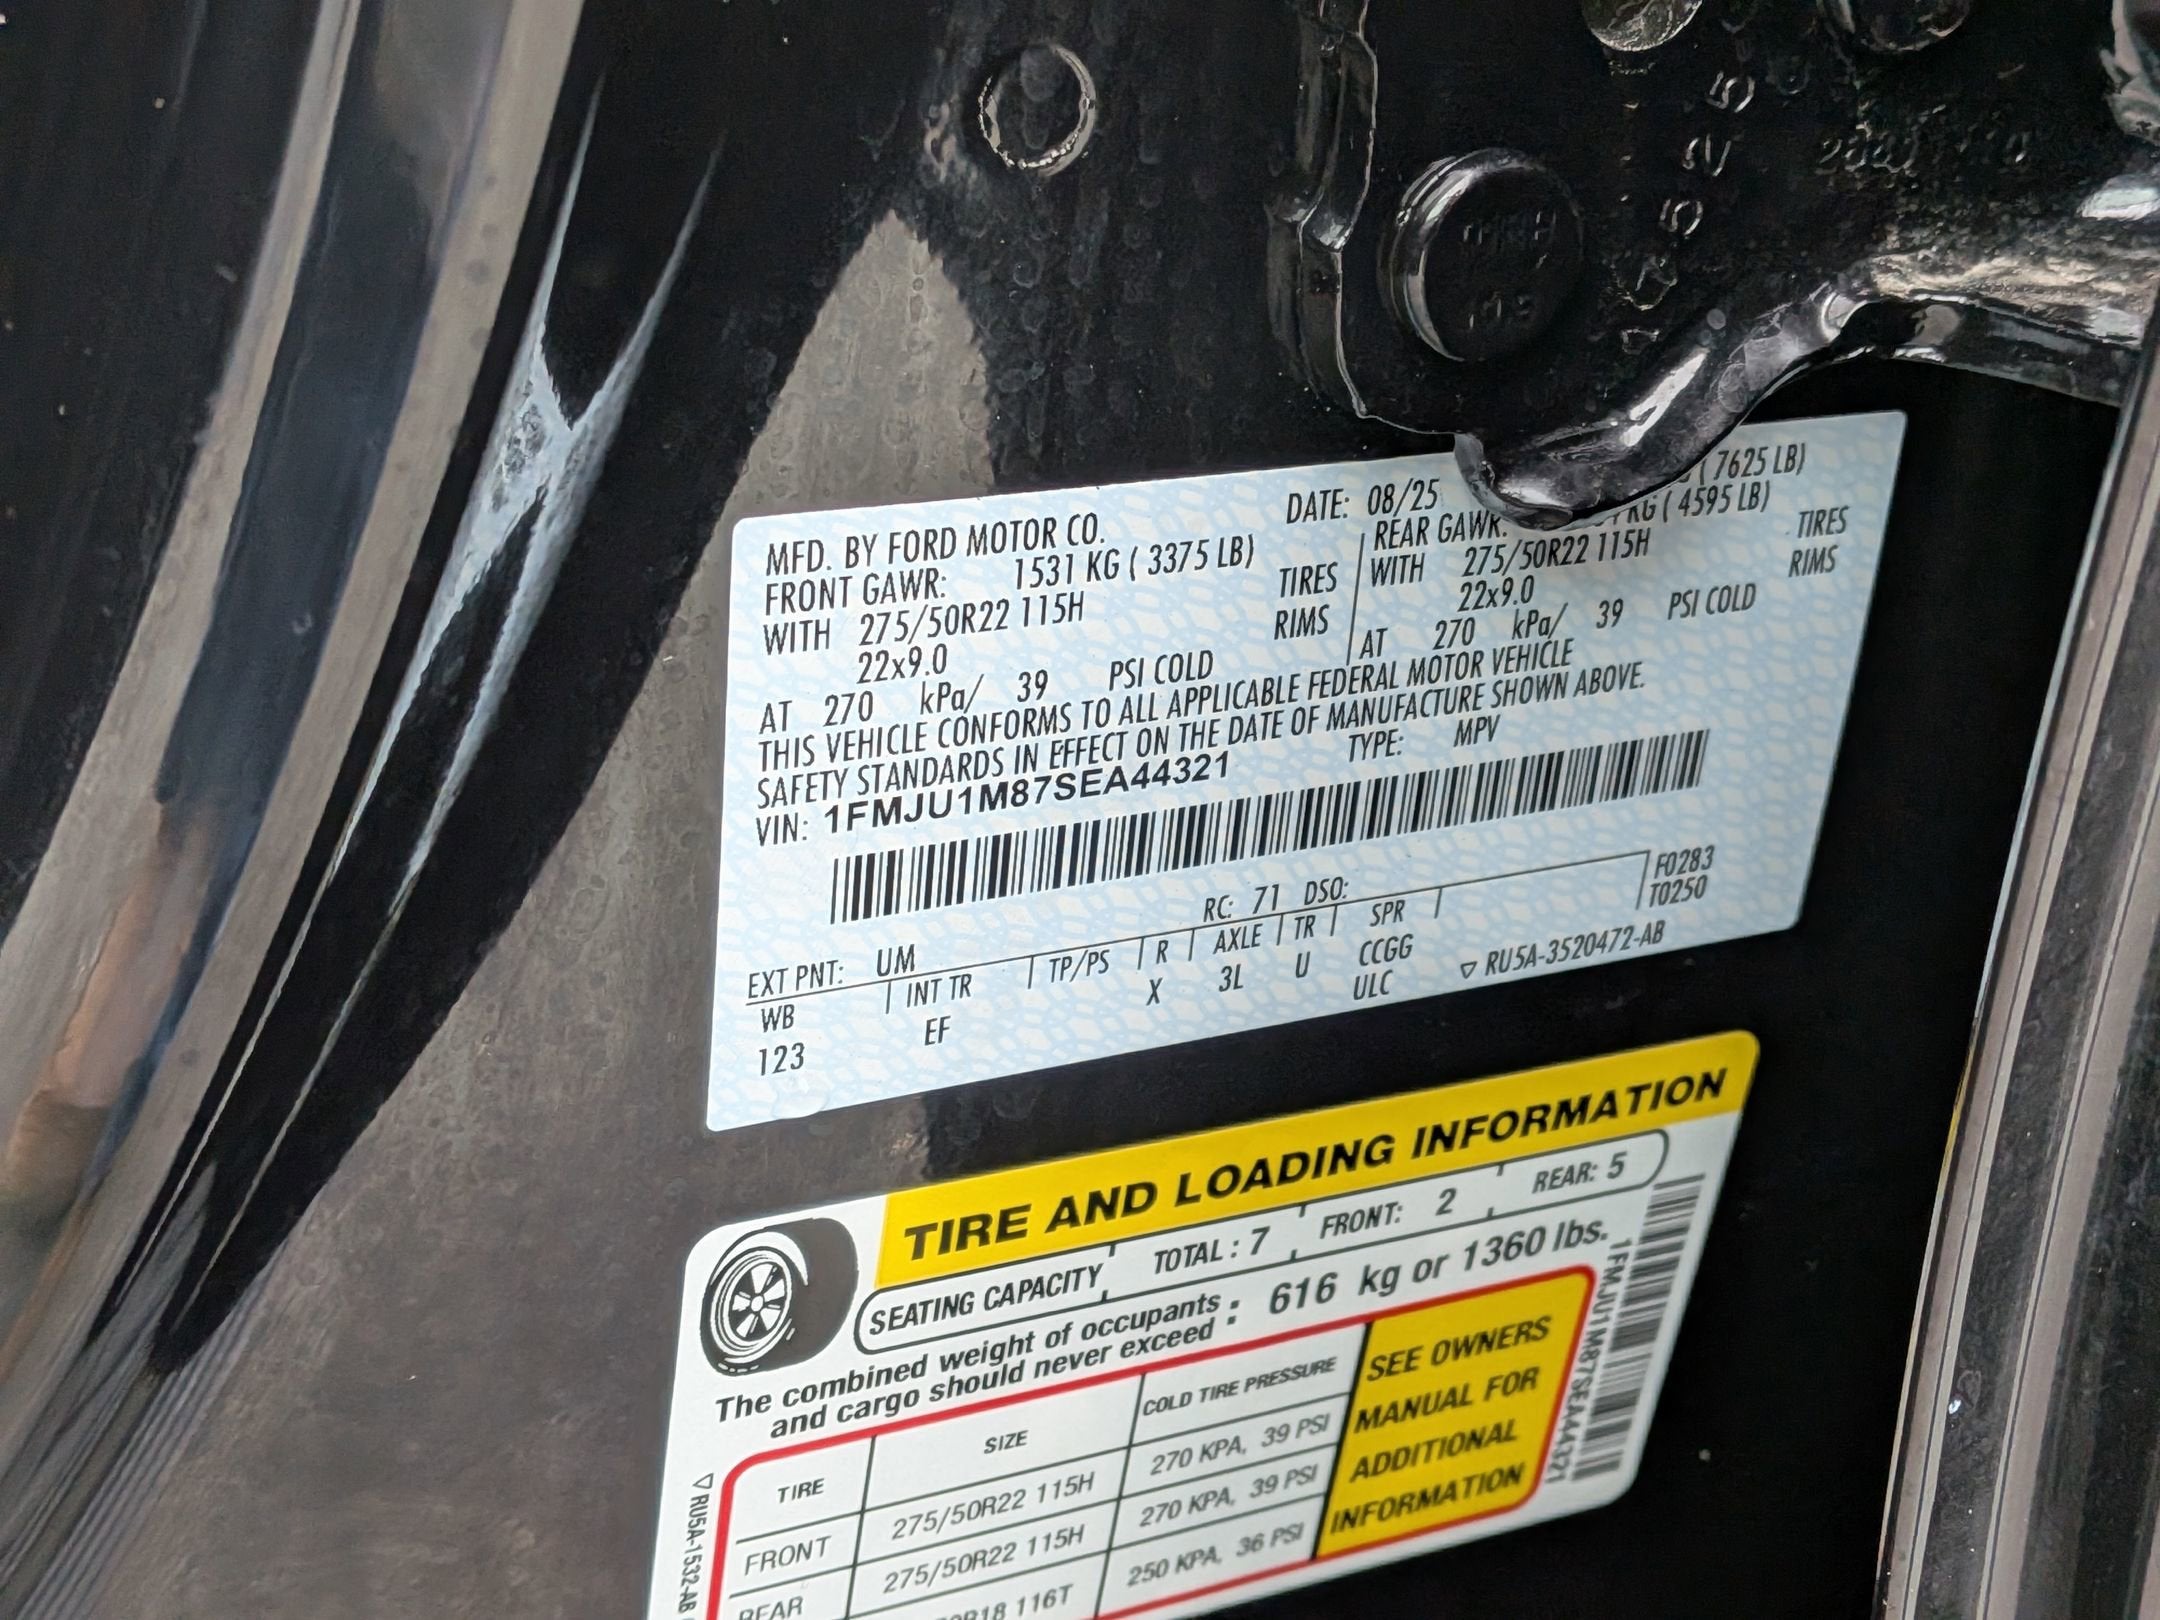 MFD. BY FORD MOTOR CO.
DATE: 08/25
(7625 LB)
FRONT GAWR: 1531 KG ( 3375 LB)
WITH 275/50R22 115H TIRES
22x9.0 RIMS
AT 270 kPa/ 39 PSI COLD
REAR GAWR: KG ( 4595 LB)
WITH 275/50R22 115H TIRES
22x9.0 RIMS
AT 270 kPa/ 39 PSI COLD
THIS VEHICLE CONFORMS TO ALL APPLICABLE FEDERAL MOTOR VEHICLE
SAFETY STANDARDS IN EFFECT ON THE DATE OF MANUFACTURE SHOWN ABOVE.
VIN: 1FMJU1M87SEA44321 TYPE: MPV
F0283
T0250
EXT PNT: UM RC: 71 DSO:
WB | INT TR | TP/PS | R | AXLE | TR | SPR |
123 EF X 3L U CCGG
ULC
▽ RU5A-3520472-AB
TIRE AND LOADING INFORMATION
SEATING CAPACITY TOTAL : 7 FRONT: 2 REAR: 5
The combined weight of occupants : 616 kg or 1360 lbs.
and cargo should never exceed :
TIRE SIZE COLD TIRE PRESSURE
FRONT 275/50R22 115H 270 KPA, 39 PSI
REAR 275/50R22 115H 270 KPA, 39 PSI
116T 250 KPA, 36 PSI
SEE OWNERS
MANUAL FOR
ADDITIONAL
INFORMATION
1FMJU1M87SEA44321
▽ RU5A-1532-AB